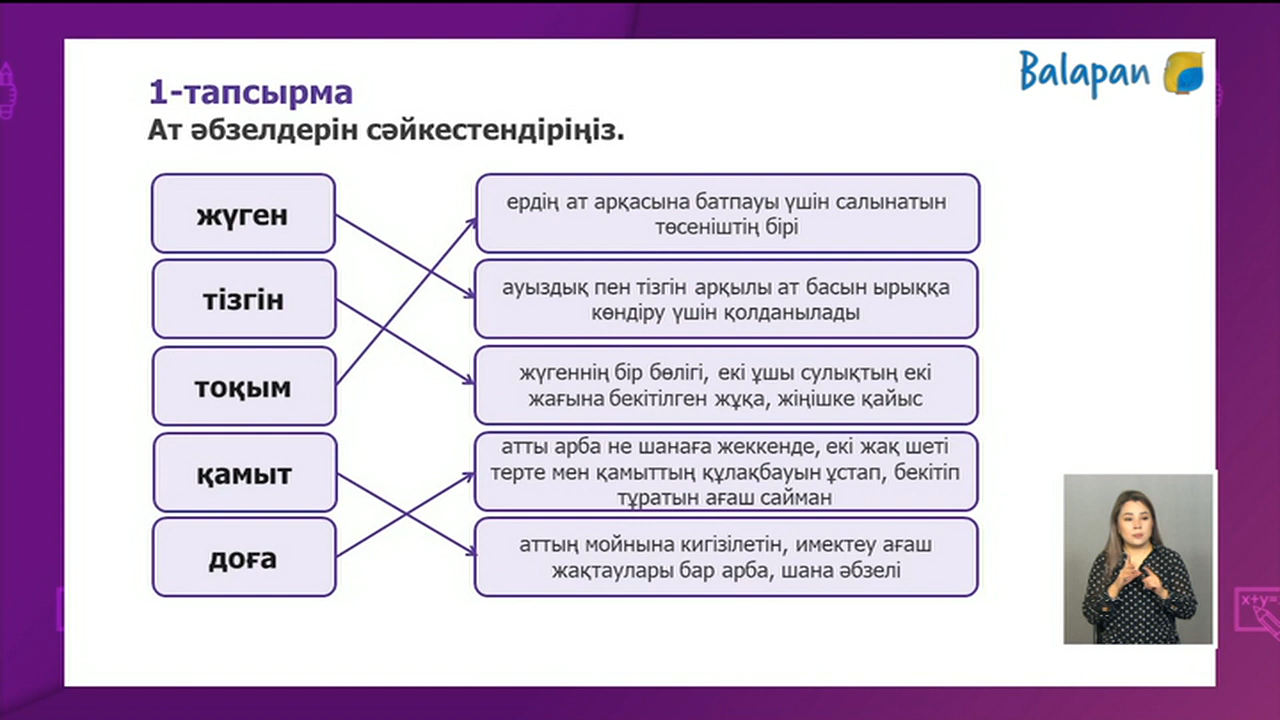 Balapan
1-тапсырма
Ат әбзелдерін сәйкестендіріңіз.
жүген
ердің ат арқасына батпауы үшін салынатын
төсеніштің бірі
тізгін
ауыздық пен тізгін арқылы ат басын ырыққа
көндіру үшін қолданылады
тоқым
жүгеннің бір бөлігі, екі ұшы сулықтың екі
жағына бекітілген жұқа, жіңішке қайыс
қамыт
атты арба не шанаға жеккенде, екі жақ шеті
терте мен қамыттың құлақбауын ұстап, бекітіп
тұратын ағаш сайман
доға
аттың мойнына кигізілетін, имектеу ағаш
жақтаулары бар арба, шана әбзелі
x+y=